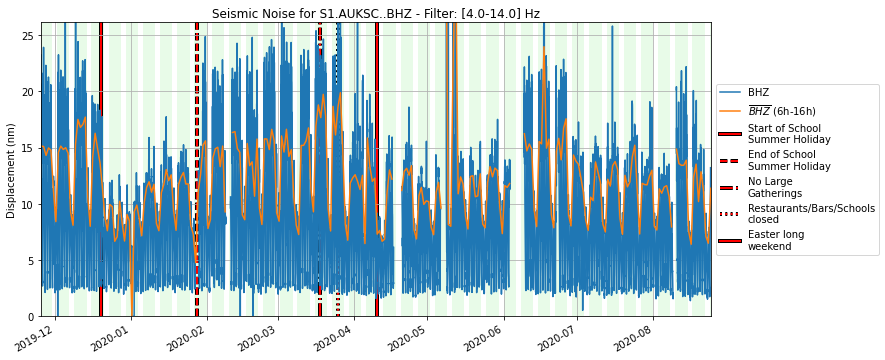 Seismic Noise for S1.AUKSC..BHZ - Filter: [4.0-14.0] Hz
Displacement (nm)
25
20
15
10
5
0
2019-12
2020-01
2020-02
2020-03
2020-04
2020-05
2020-06
2020-07
2020-08
BHZ
BHZ (6h-16h)
Start of School
Summer Holiday
End of School
Summer Holiday
No Large
Gatherings
Restaurants/Bars/Schools
closed
Easter long
weekend